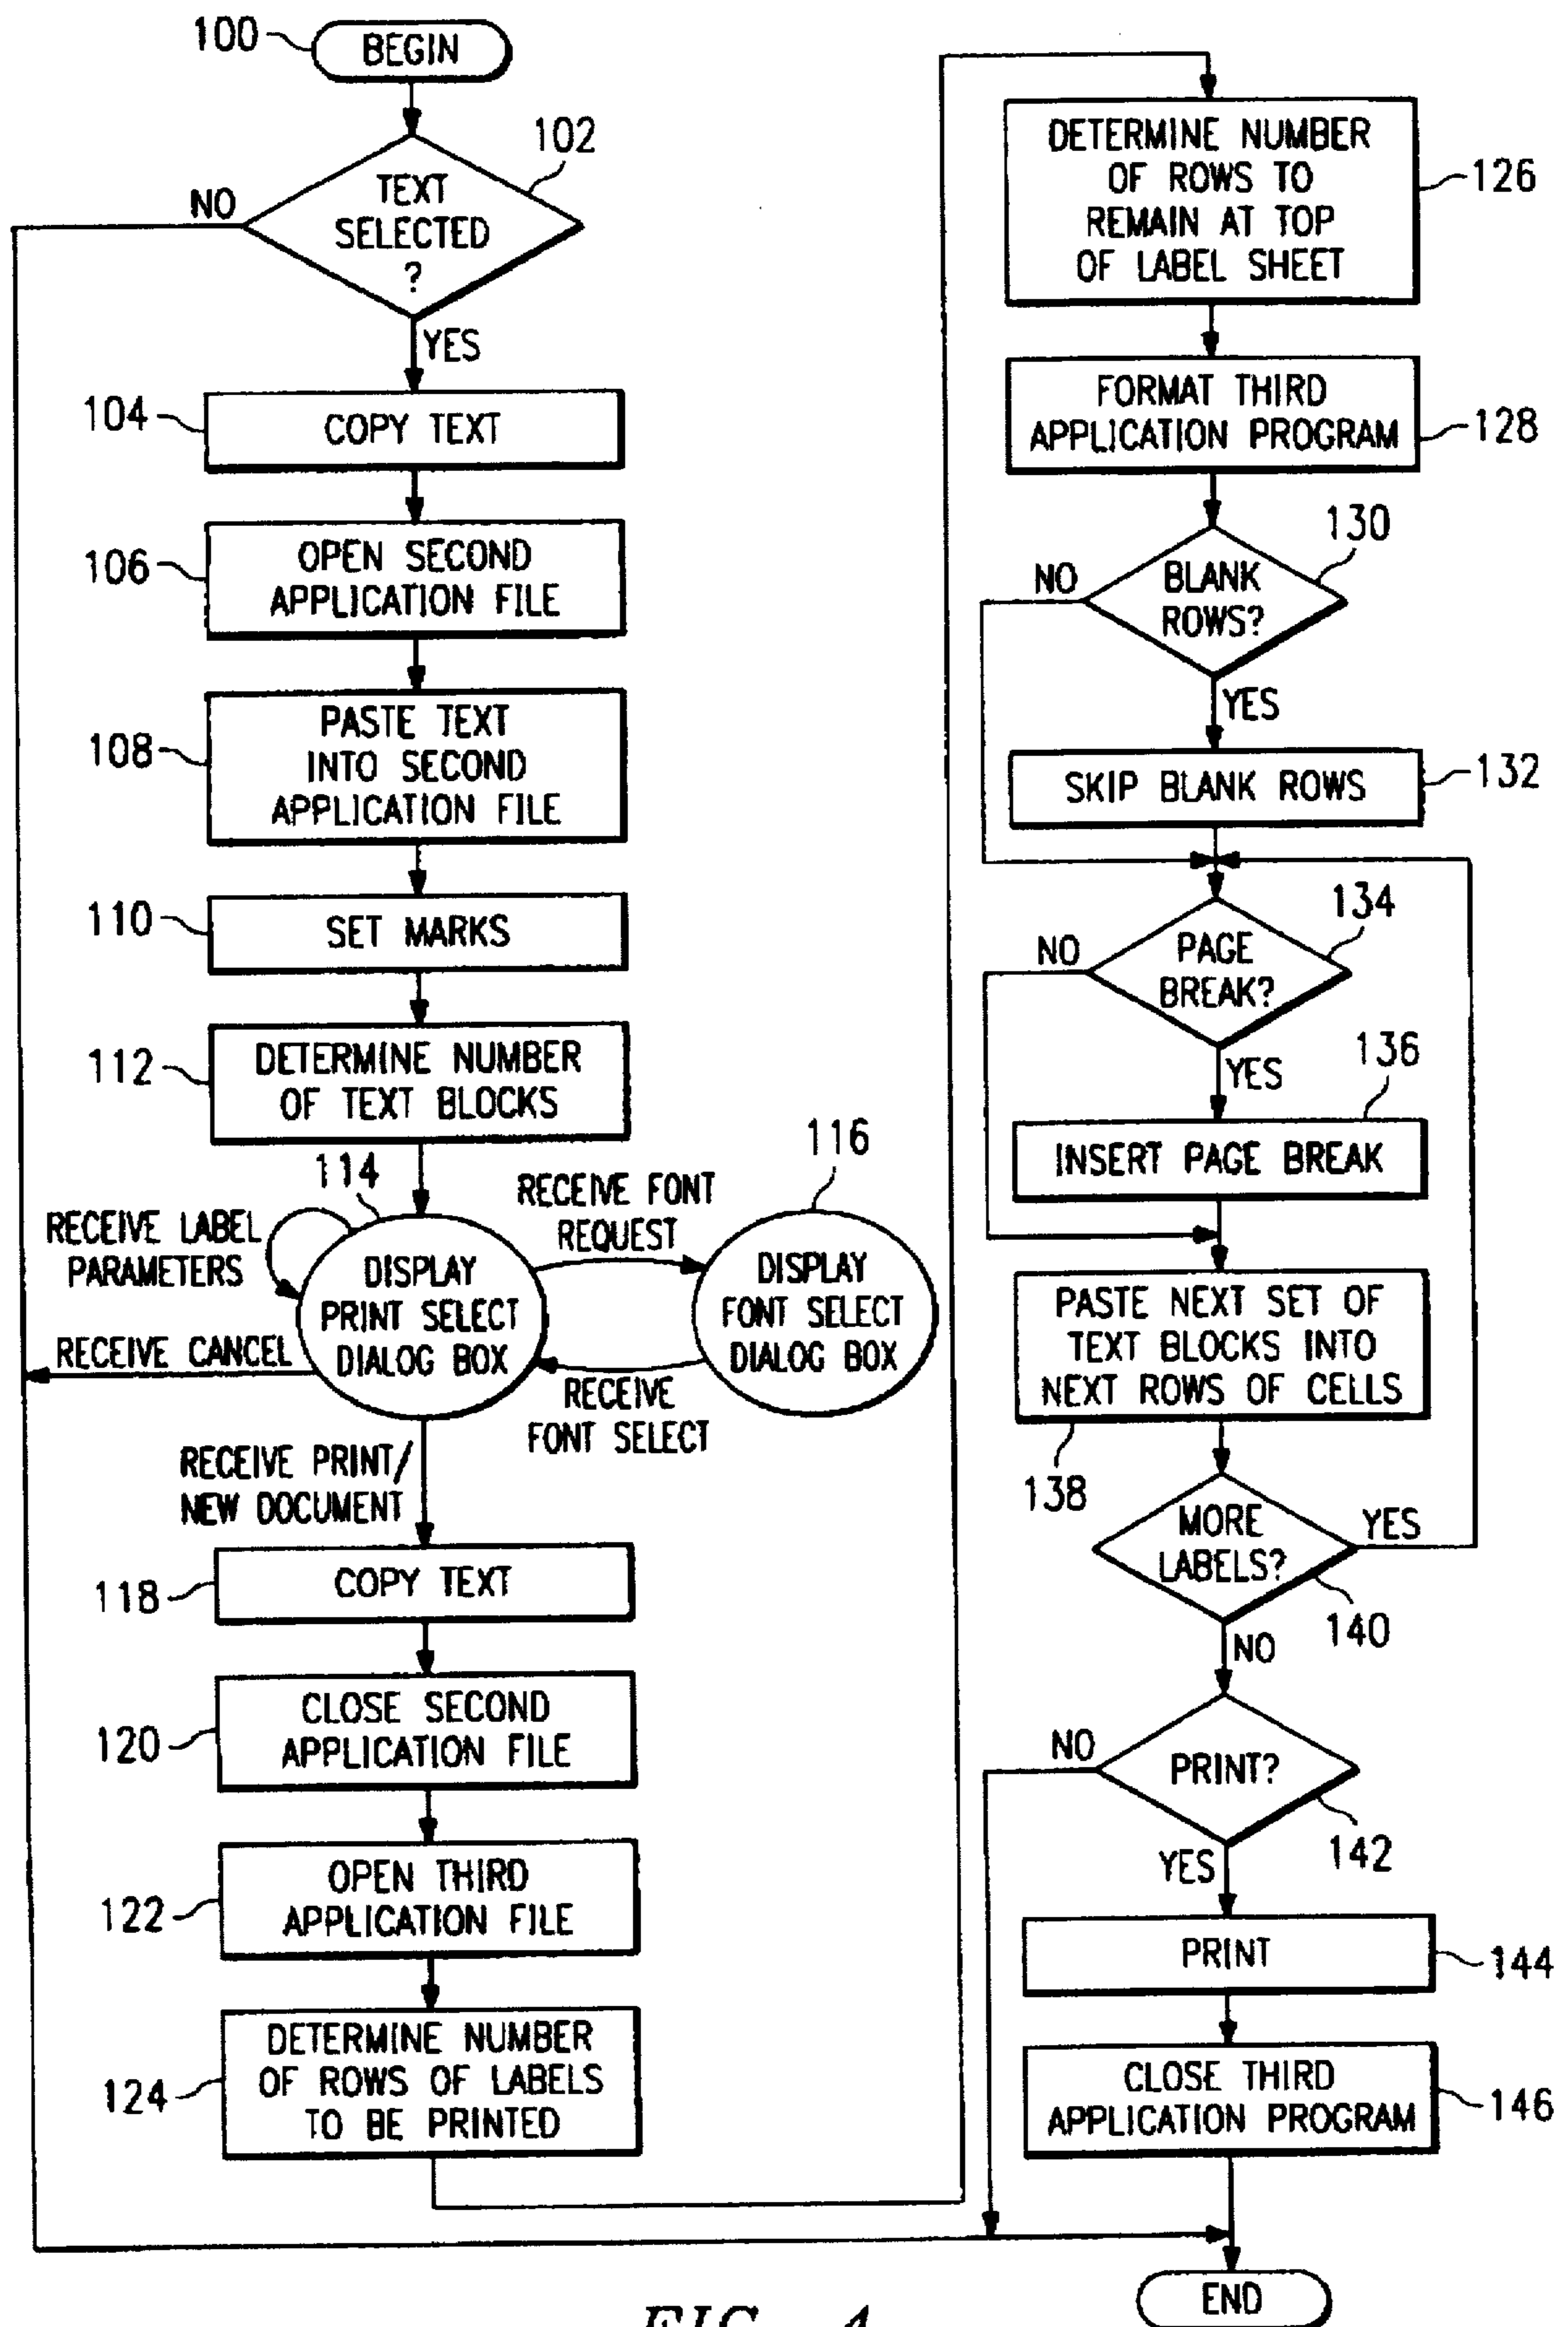 100
BEGIN
102
TEXT
SELECTED
?
NO
YES
104
COPY TEXT
106
OPEN SECOND
APPLICATION FILE
108
PASTE TEXT
INTO SECOND
APPLICATION FILE
110
SET MARKS
112
DETERMINE NUMBER
OF TEXT BLOCKS
114
RECEIVE LABEL
PARAMETERS
DISPLAY
PRINT SELECT
DIALOG BOX
RECEIVE FONT
REQUEST
116
DISPLAY
FONT SELECT
DIALOG BOX
RECEIVE
FONT SELECT
RECEIVE CANCEL
RECEIVE PRINT/
NEW DOCUMENT
118
COPY TEXT
120
CLOSE SECOND
APPLICATION FILE
122
OPEN THIRD
APPLICATION FILE
124
DETERMINE NUMBER
OF ROWS OF LABELS
TO BE PRINTED
DETERMINE NUMBER
OF ROWS TO
REMAIN AT TOP
OF LABEL SHEET
126
FORMAT THIRD
APPLICATION PROGRAM
128
130
BLANK
ROWS?
NO
YES
SKIP BLANK ROWS
132
134
PAGE
BREAK?
NO
YES
136
INSERT PAGE BREAK
PASTE NEXT SET OF
TEXT BLOCKS INTO
NEXT ROWS OF CELLS
138
MORE
LABELS?
YES
140
NO
PRINT?
NO
142
YES
PRINT
144
CLOSE THIRD
APPLICATION PROGRAM
146
END
FIG. 4